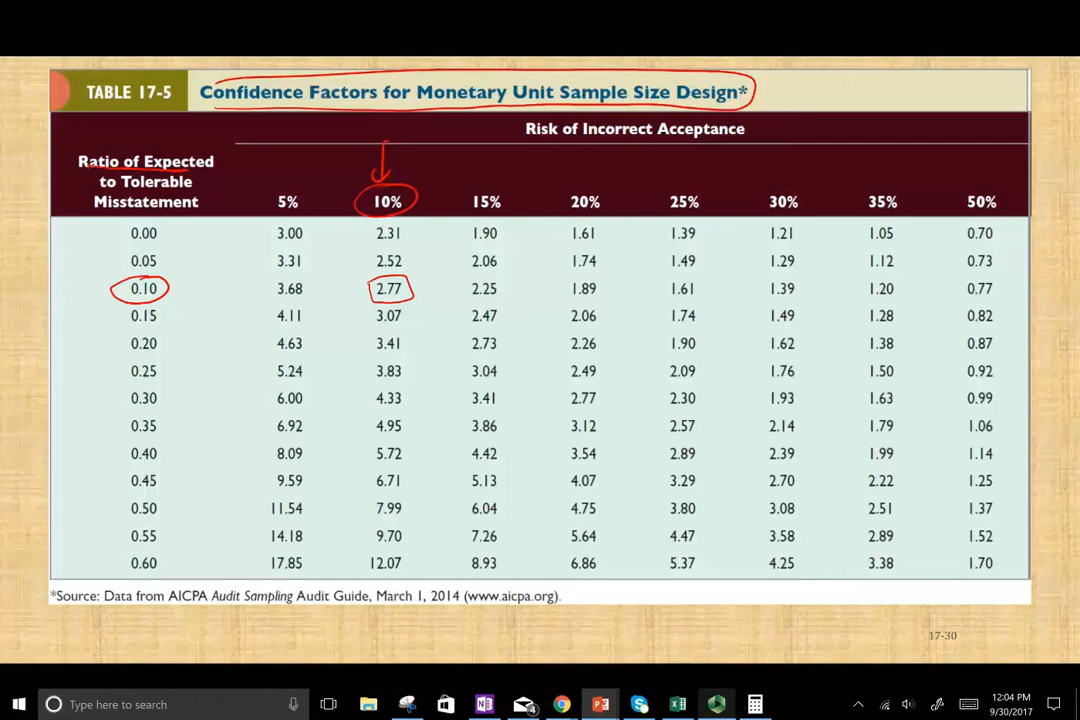 TABLE 17-5 Confidence Factors for Monetary Unit Sample Size Design*
Risk of Incorrect Acceptance
Ratio of Expected
to Tolerable
Misstatement 5% 10% 15% 20% 25% 30% 35% 50%
0.00 3.00 2.31 1.90 1.61 1.39 1.21 1.05 0.70
0.05 3.31 2.52 2.06 1.74 1.49 1.29 1.12 0.73
0.10 3.68 2.77 2.25 1.89 1.61 1.39 1.20 0.77
0.15 4.11 3.07 2.47 2.06 1.74 1.49 1.28 0.82
0.20 4.63 3.41 2.73 2.26 1.90 1.62 1.38 0.87
0.25 5.24 3.83 3.04 2.49 2.09 1.76 1.50 0.92
0.30 6.00 4.33 3.41 2.77 2.30 1.93 1.63 0.99
0.35 6.92 4.95 3.86 3.12 2.57 2.14 1.79 1.06
0.40 8.09 5.72 4.42 3.54 2.89 2.39 1.99 1.14
0.45 9.59 6.71 5.13 4.07 3.29 2.70 2.22 1.25
0.50 11.54 7.99 6.04 4.75 3.80 3.08 2.51 1.37
0.55 14.18 9.70 7.26 5.64 4.47 3.58 2.89 1.52
0.60 17.85 12.07 8.93 6.86 5.37 4.25 3.38 1.70
*Source: Data from AICPA Audit Sampling Audit Guide, March 1, 2014 (www.aicpa.org).
17-30
Type here to search
4
12:04 PM
9/30/2017